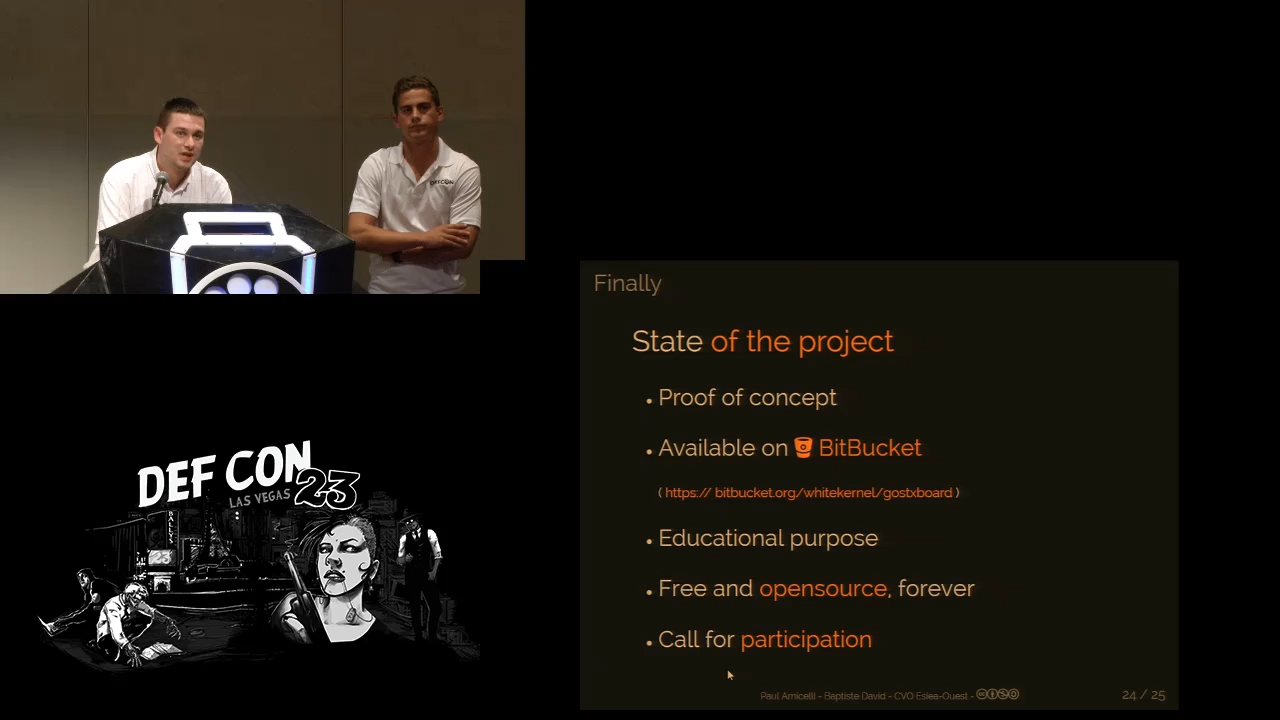 DEFCON
Finally
State of the project
• Proof of concept
• Available on BitBucket
( https:// bitbucket.org/whitekernel/gostxboard )
• Educational purpose
• Free and opensource, forever
• Call for participation
Paul Amicelli - Baptiste David - CVO Esiea-Ouest -
24 / 25
DEF CON
LAS VEGAS 23
BALLYS